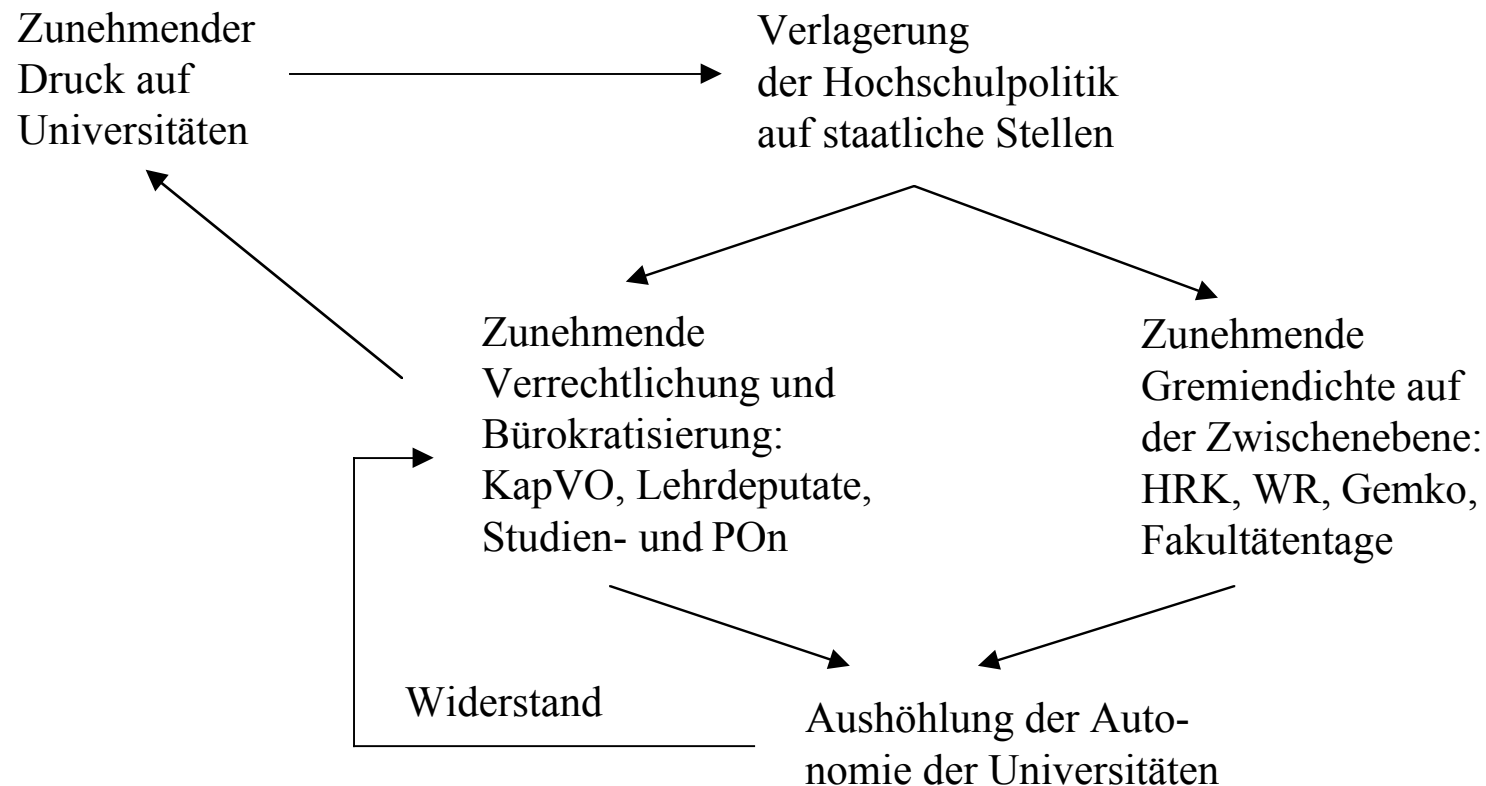 Zunehmender
Druck auf
Universitäten
Verlagerung
der Hochschulpolitik
auf staatliche Stellen
Zunehmende
Verrechtlichung und
Bürokratisierung:
KapVO, Lehrdeputate,
Studien- und POn
Zunehmende
Gremiendichte auf
der Zwischenebene:
HRK, WR, Gemko,
Fakultätentage
Widerstand
Aushöhlung der Auto-
nomie der Universitäten